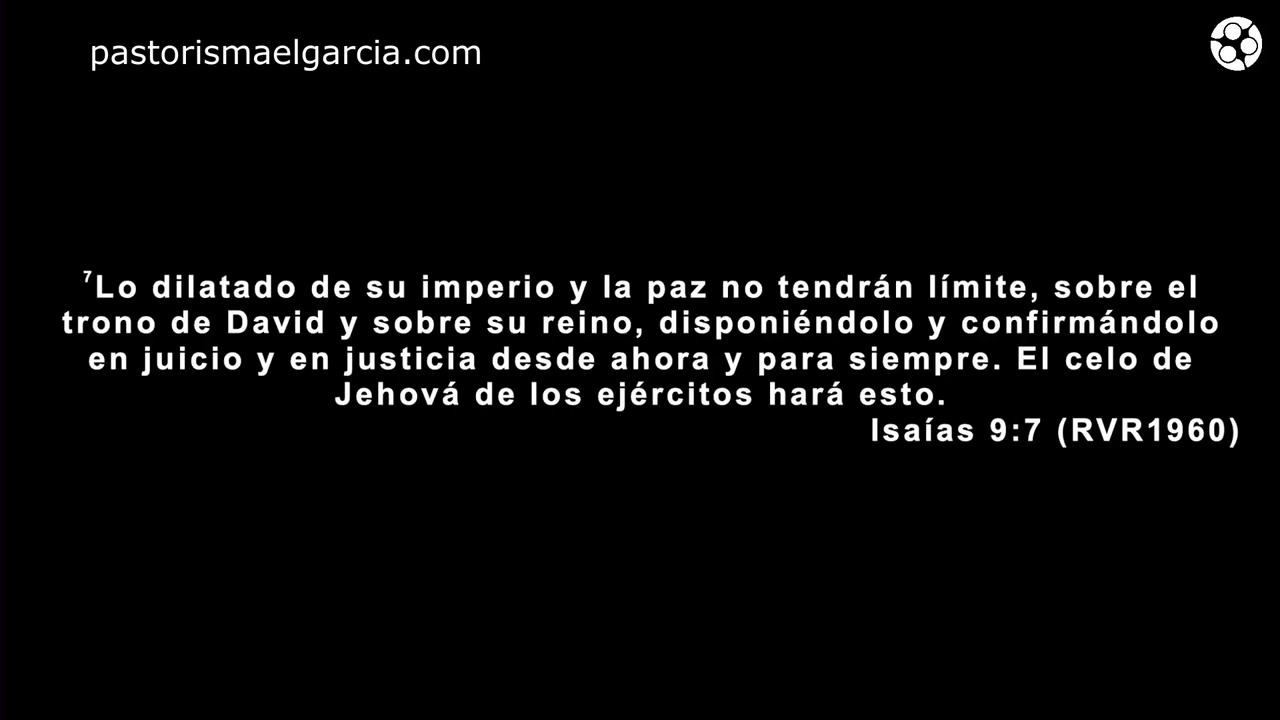 pastorismaelgarcia.com
⁷Lo dilatado de su imperio y la paz no tendrán límite, sobre el
trono de David y sobre su reino, disponiéndolo y confirmándolo
en juicio y en justicia desde ahora y para siempre. El celo de
Jehová de los ejércitos hará esto.
Isaías 9:7 (RVR1960)